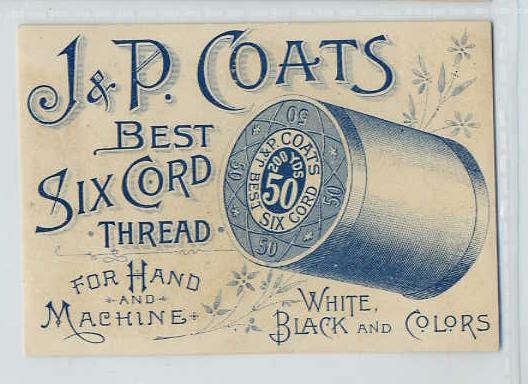 J. & P. COATS
BEST
SIX CORD
THREAD
FOR HAND
AND
MACHINE
50
50
50
50
J. & P. COATS
200 YDS
50
BEST SIX CORD
WHITE,
BLACK AND COLORS